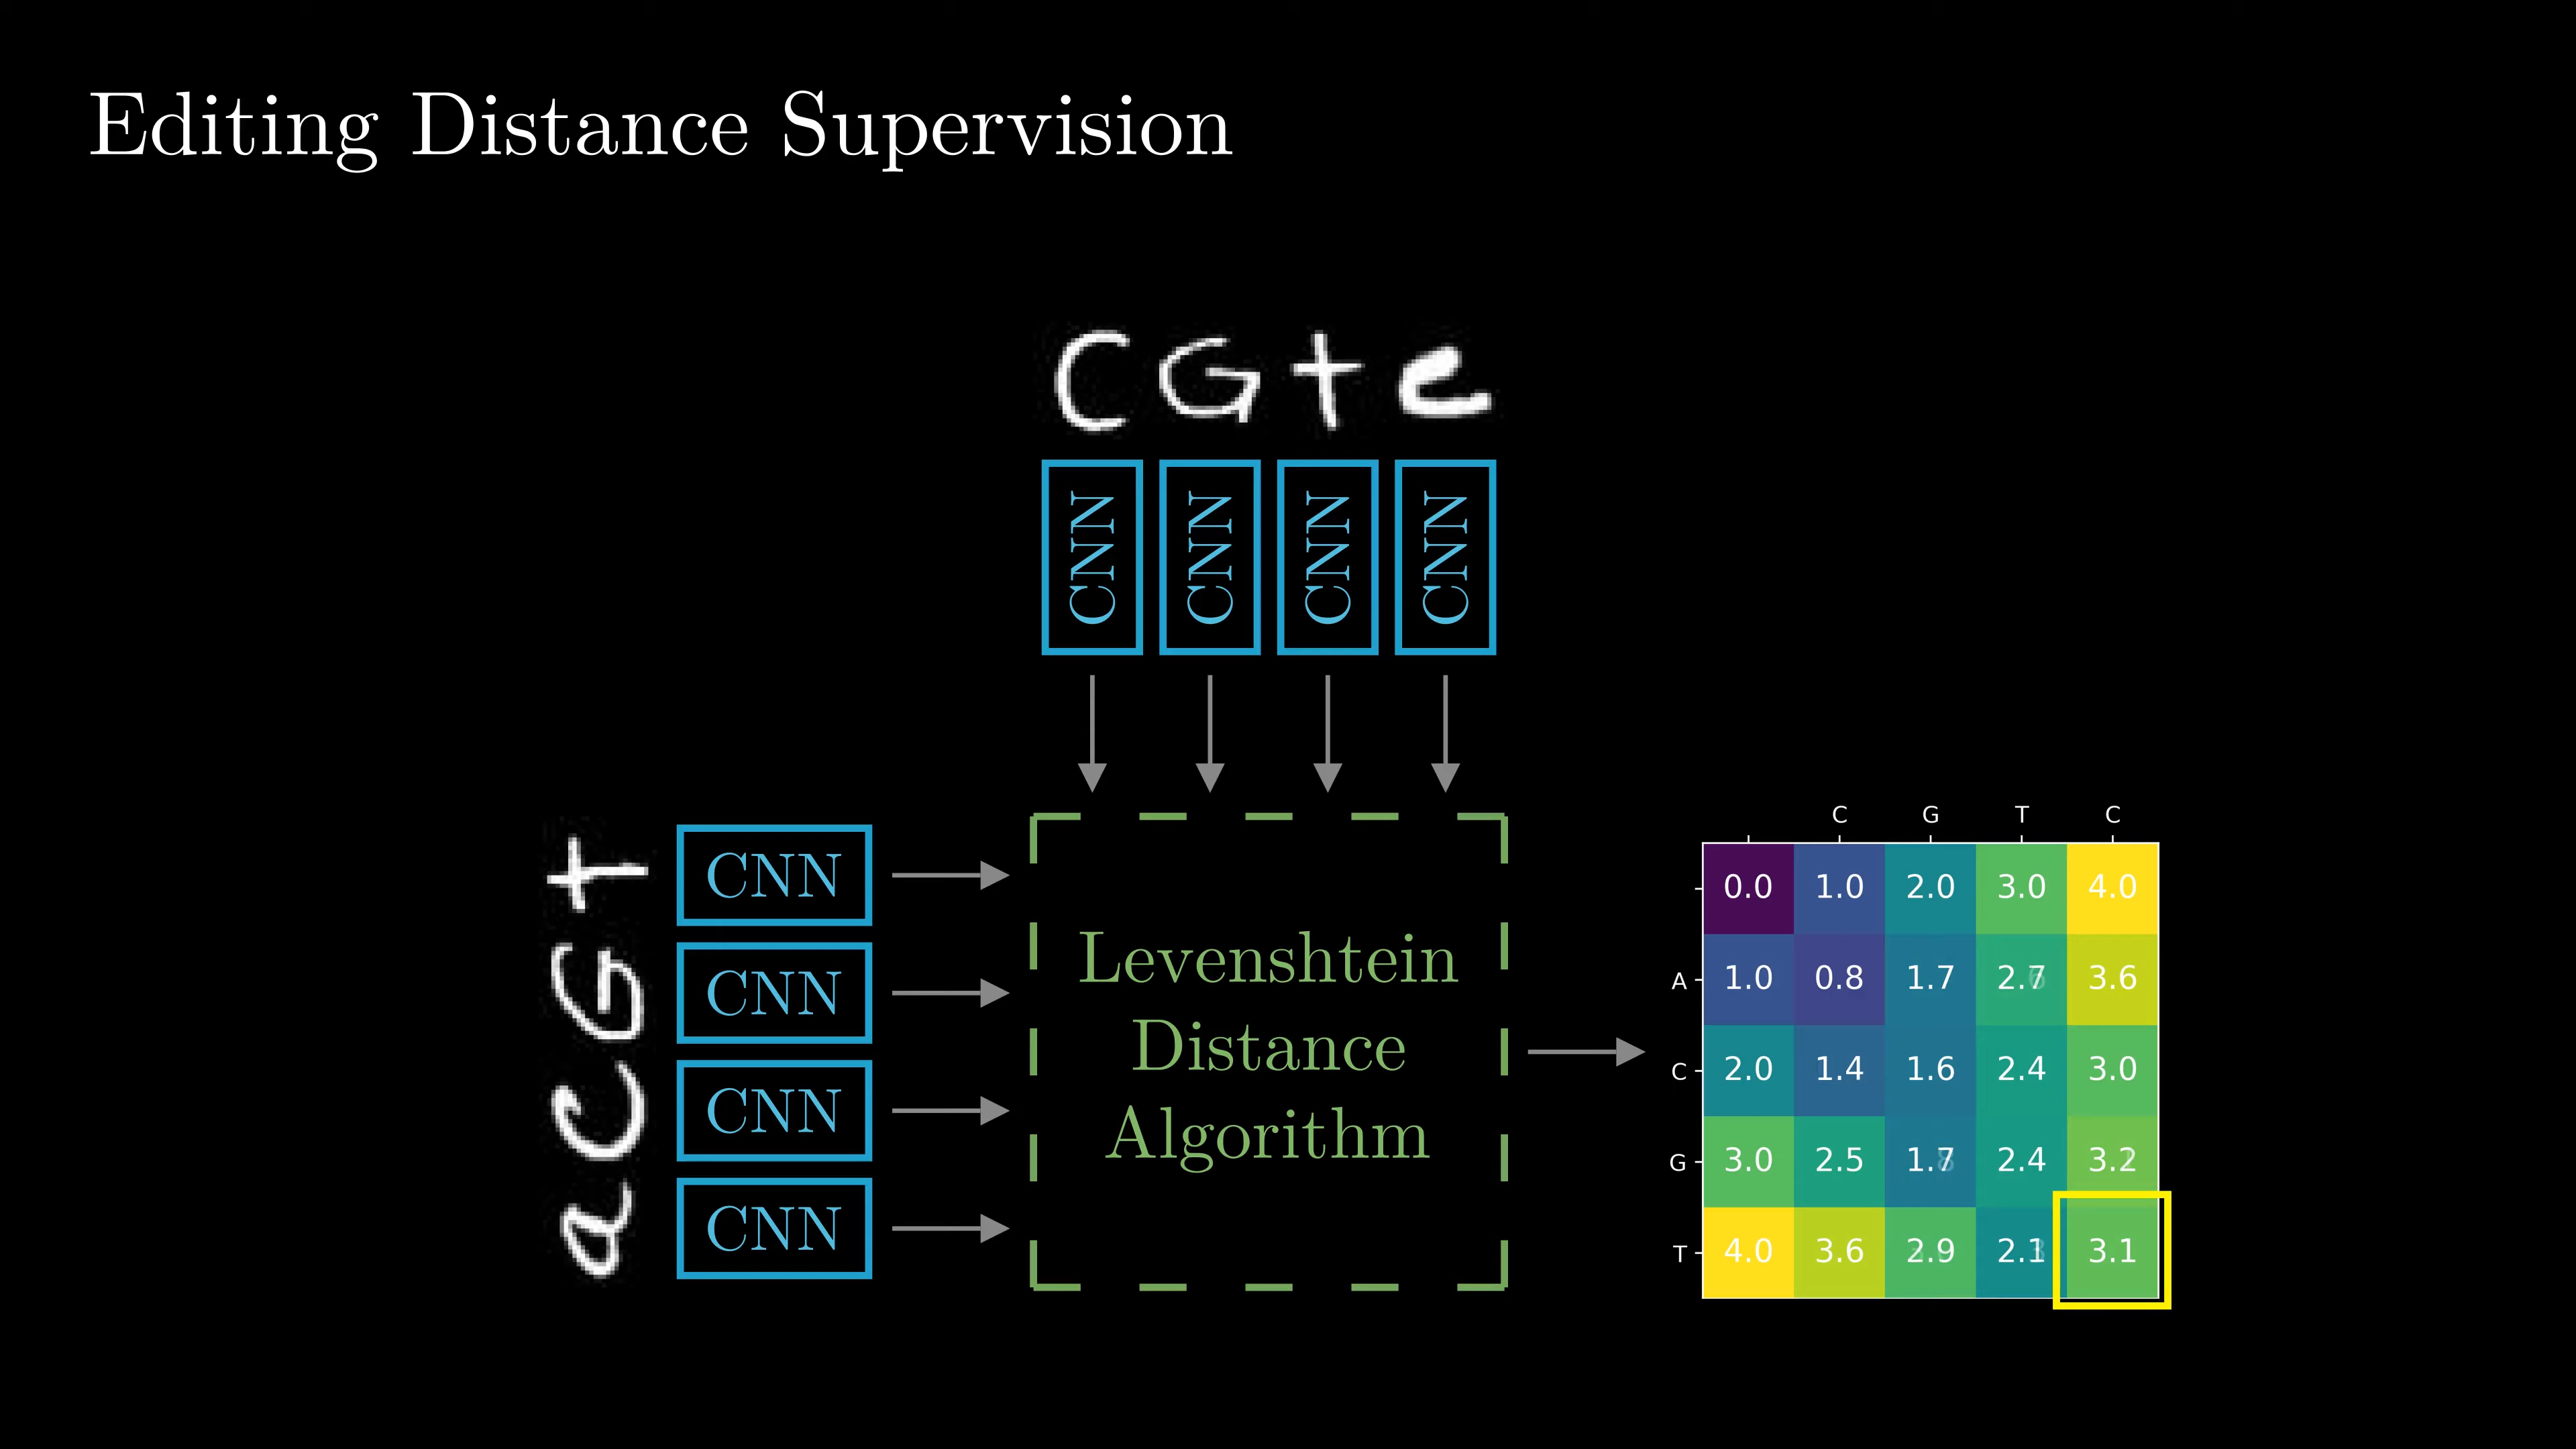 Editing Distance Supervision
C G t e
CNN CNN CNN CNN
t CNN
G CNN
C CNN
a CNN
Levenshtein
Distance
Algorithm
C G T C
0.0 1.0 2.0 3.0 4.0
A 1.0 0.8 1.7 3.6
C 2.0 1.4 1.6 2.4 3.0
G 3.0 2.5 2.4 3.2
T 4.0 3.6 2.9 2.1 3.1